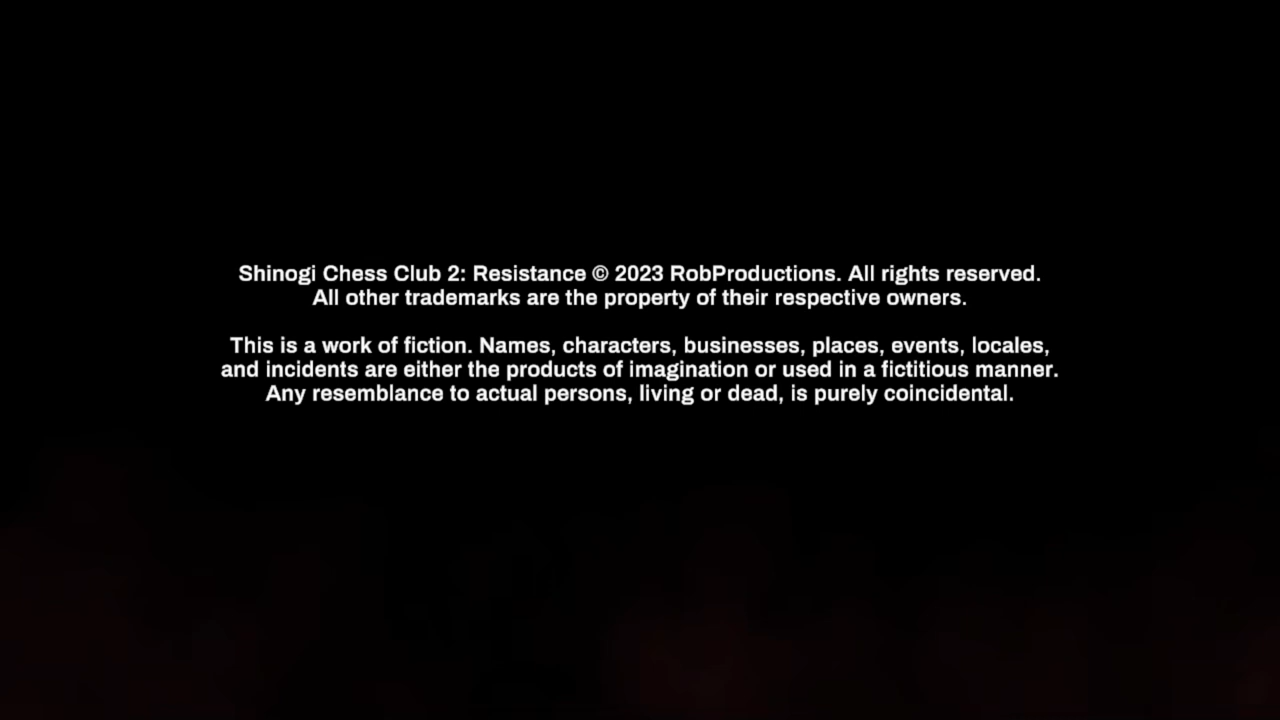 Shinogi Chess Club 2: Resistance © 2023 RobProductions. All rights reserved.
All other trademarks are the property of their respective owners.
This is a work of fiction. Names, characters, businesses, places, events, locales,
and incidents are either the products of imagination or used in a fictitious manner.
Any resemblance to actual persons, living or dead, is purely coincidental.